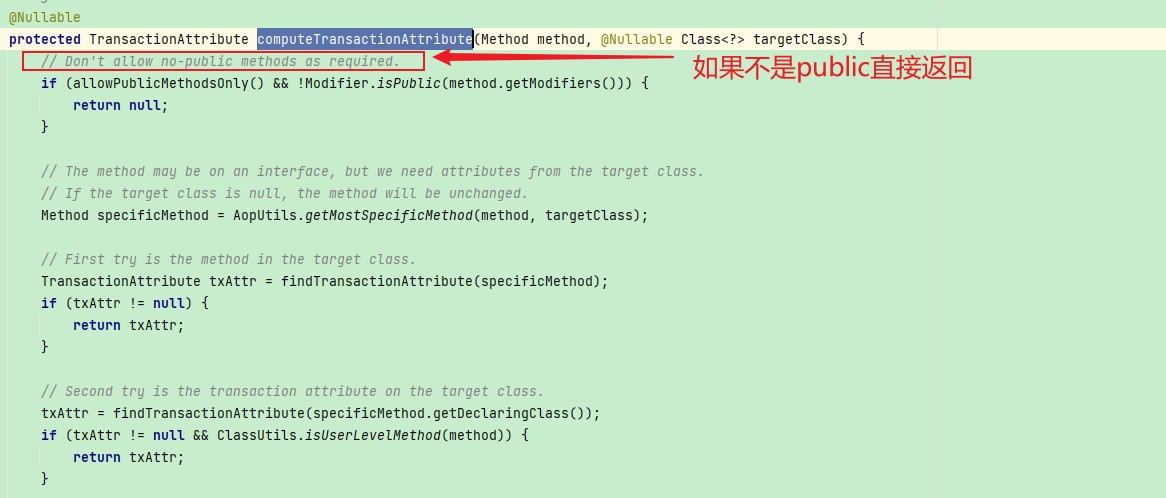 @Nullable
protected TransactionAttribute computeTransactionAttribute(Method method, @Nullable Class<?> targetClass) {
// Don't allow no-public methods as required.
如果不是public直接返回
if (allowPublicMethodsOnly() && !Modifier.isPublic(method.getModifiers())) {
return null;
}
// The method may be on an interface, but we need attributes from the target class.
// If the target class is null, the method will be unchanged.
Method specificMethod = AopUtils.getMostSpecificMethod(method, targetClass);
// First try is the method in the target class.
TransactionAttribute txAttr = findTransactionAttribute(specificMethod);
if (txAttr != null) {
return txAttr;
}
// Second try is the transaction attribute on the target class.
txAttr = findTransactionAttribute(specificMethod.getDeclaringClass());
if (txAttr != null && ClassUtils.isUserLevelMethod(method)) {
return txAttr;
}